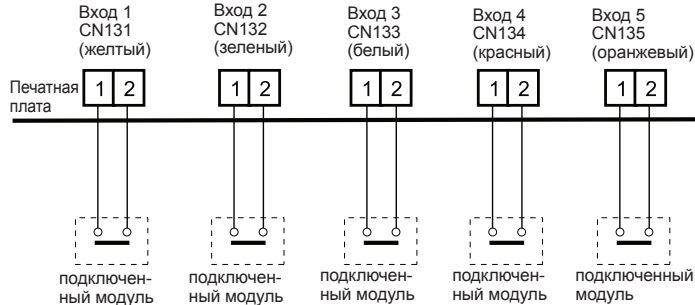 Вход 1
CN131
(желтый)
Вход 2
CN132
(зеленый)
Вход 3
CN133
(белый)
Вход 4
CN134
(красный)
Вход 5
CN135
(оранжевый)
Печатная
плата
1 2
1 2
1 2
1 2
1 2
подключен-
ный модуль
подключен-
ный модуль
подключен-
ный модуль
подключен-
ный модуль
подключенный
модуль